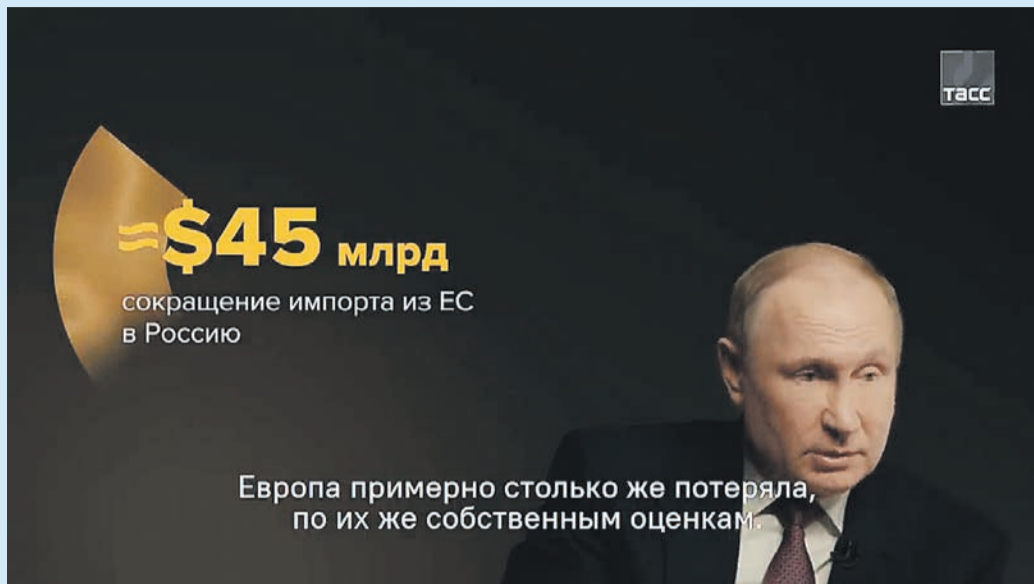 тасс
≈$45 млрд
сокращение импорта из ЕС
в Россию
Европа примерно столько же потеряла,
по их же собственным оценкам.